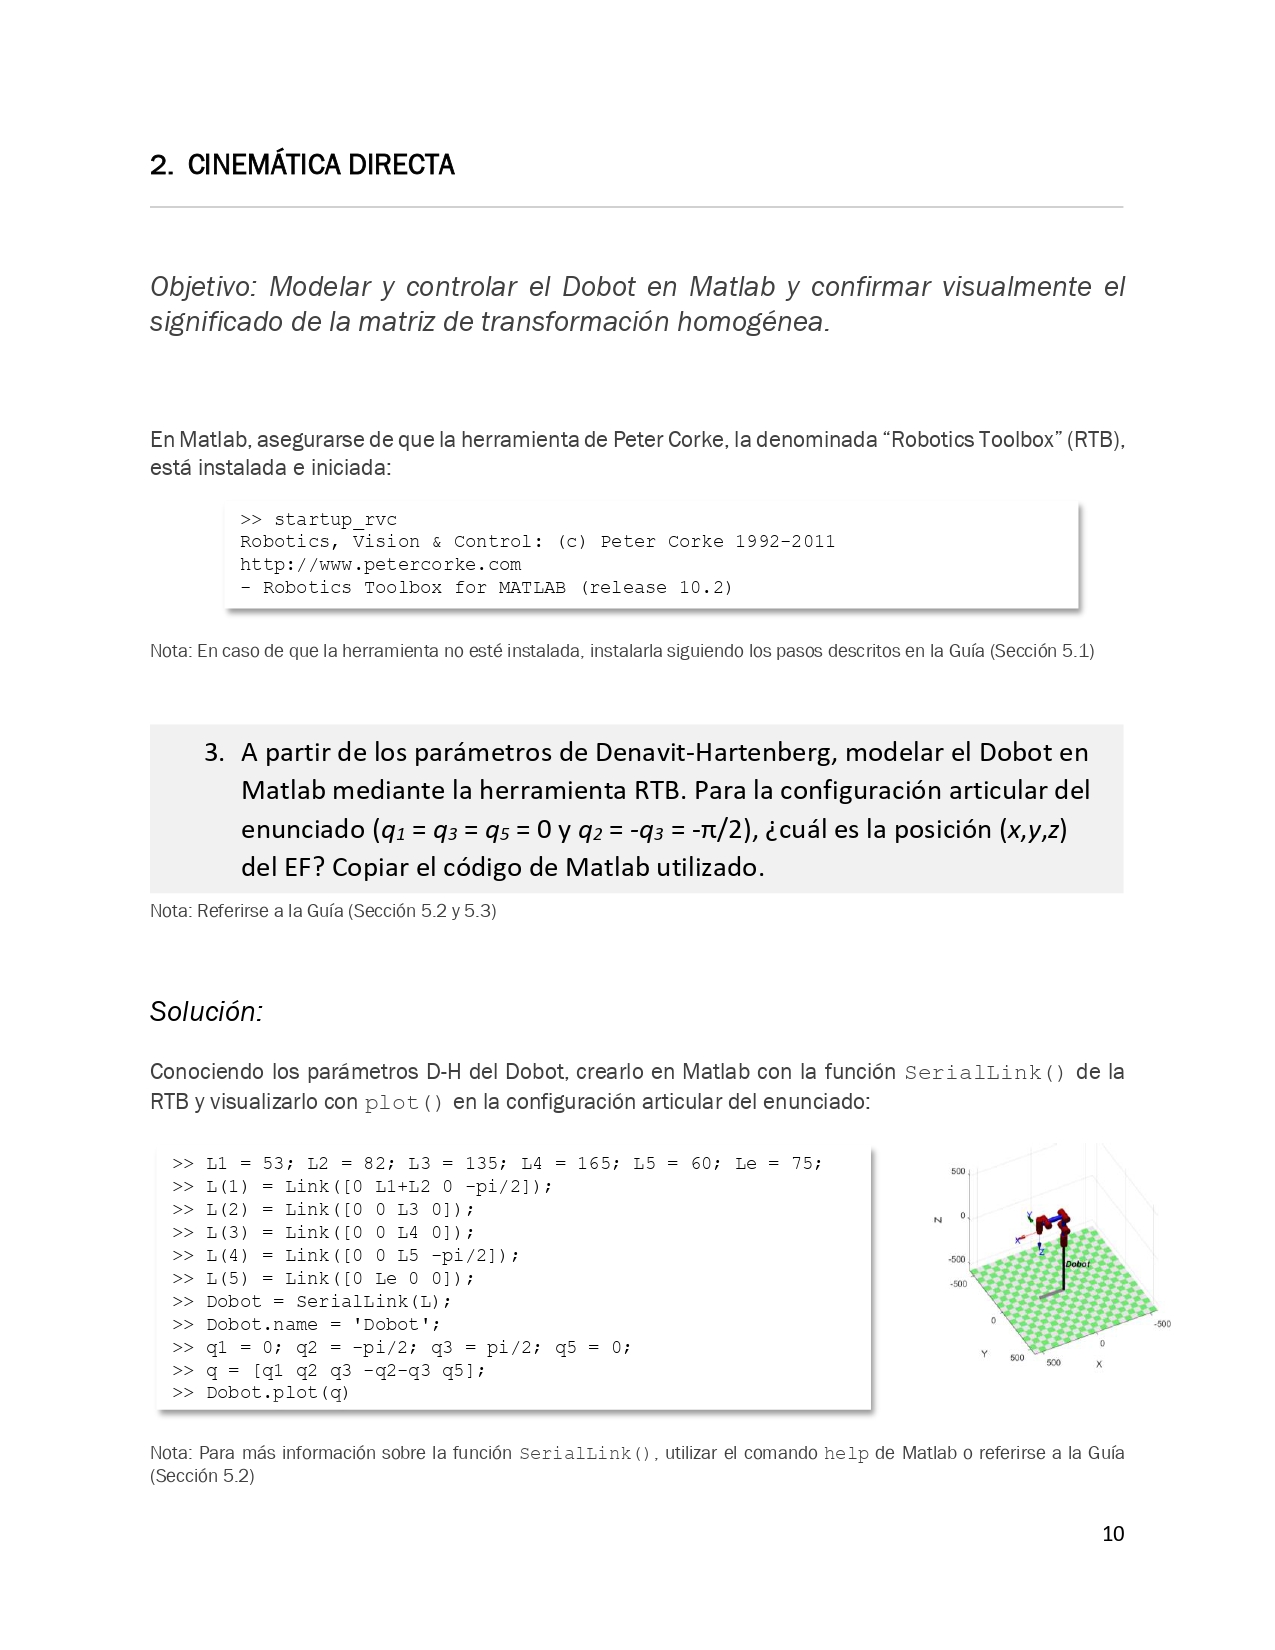 2. CINEMÁTICA DIRECTA
Objetivo: Modelar y controlar el Dobot en Matlab y confirmar visualmente el
significado de la matriz de transformación homogénea.
En Matlab, asegurarse de que la herramienta de Peter Corke, la denominada “Robotics Toolbox” (RTB),
está instalada e iniciada:
>> startup_rvc
Robotics, Vision & Control: (c) Peter Corke 1992-2011
http://www.petercorke.com
- Robotics Toolbox for MATLAB (release 10.2)
Nota: En caso de que la herramienta no esté instalada, instalarla siguiendo los pasos descritos en la Guía (Sección 5.1)
3. A partir de los parámetros de Denavit-Hartenberg, modelar el Dobot en
Matlab mediante la herramienta RTB. Para la configuración articular del
enunciado (q1 = q3 = q5 = 0 y q2 = -q3 = -π/2), ¿cuál es la posición (x,y,z)
del EF? Copiar el código de Matlab utilizado.
Nota: Referirse a la Guía (Sección 5.2 y 5.3)
Solución:
Conociendo los parámetros D-H del Dobot, crearlo en Matlab con la función SerialLink() de la
RTB y visualizarlo con plot() en la configuración articular del enunciado:
>> L1 = 53; L2 = 82; L3 = 135; L4 = 165; L5 = 60; Le = 75;
>> L(1) = Link([0 L1+L2 0 -pi/2]);
>> L(2) = Link([0 0 L3 0]);
>> L(3) = Link([0 0 L4 0]);
>> L(4) = Link([0 0 L5 -pi/2]);
>> L(5) = Link([0 Le 0 0]);
>> Dobot = SerialLink(L);
>> Dobot.name = 'Dobot';
>> q1 = 0; q2 = -pi/2; q3 = pi/2; q5 = 0;
>> q = [q1 q2 q3 -q2-q3 q5];
>> Dobot.plot(q)
500
Z
0
-500
-500
0
Y
500
Y
X
Z
Dobot
500
0
X
-500
Nota: Para más información sobre la función SerialLink(), utilizar el comando help de Matlab o referirse a la Guía
(Sección 5.2)
10